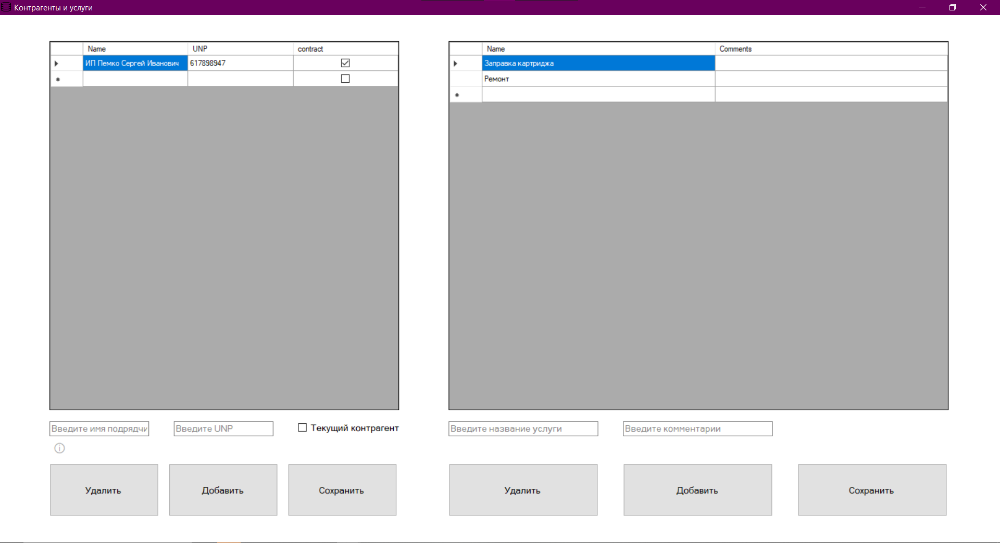 Контрагенты и услуги
Name UNP contract
ИП Пемко Сергей Иванович 617898947
Name Comments
Заправка картриджа
Ремонт
Введите имя подрядчи
Введите UNP
Текущий контрагент
Введите название услуги
Введите комментарии
Удалить
Добавить
Сохранить
Удалить
Добавить
Сохранить